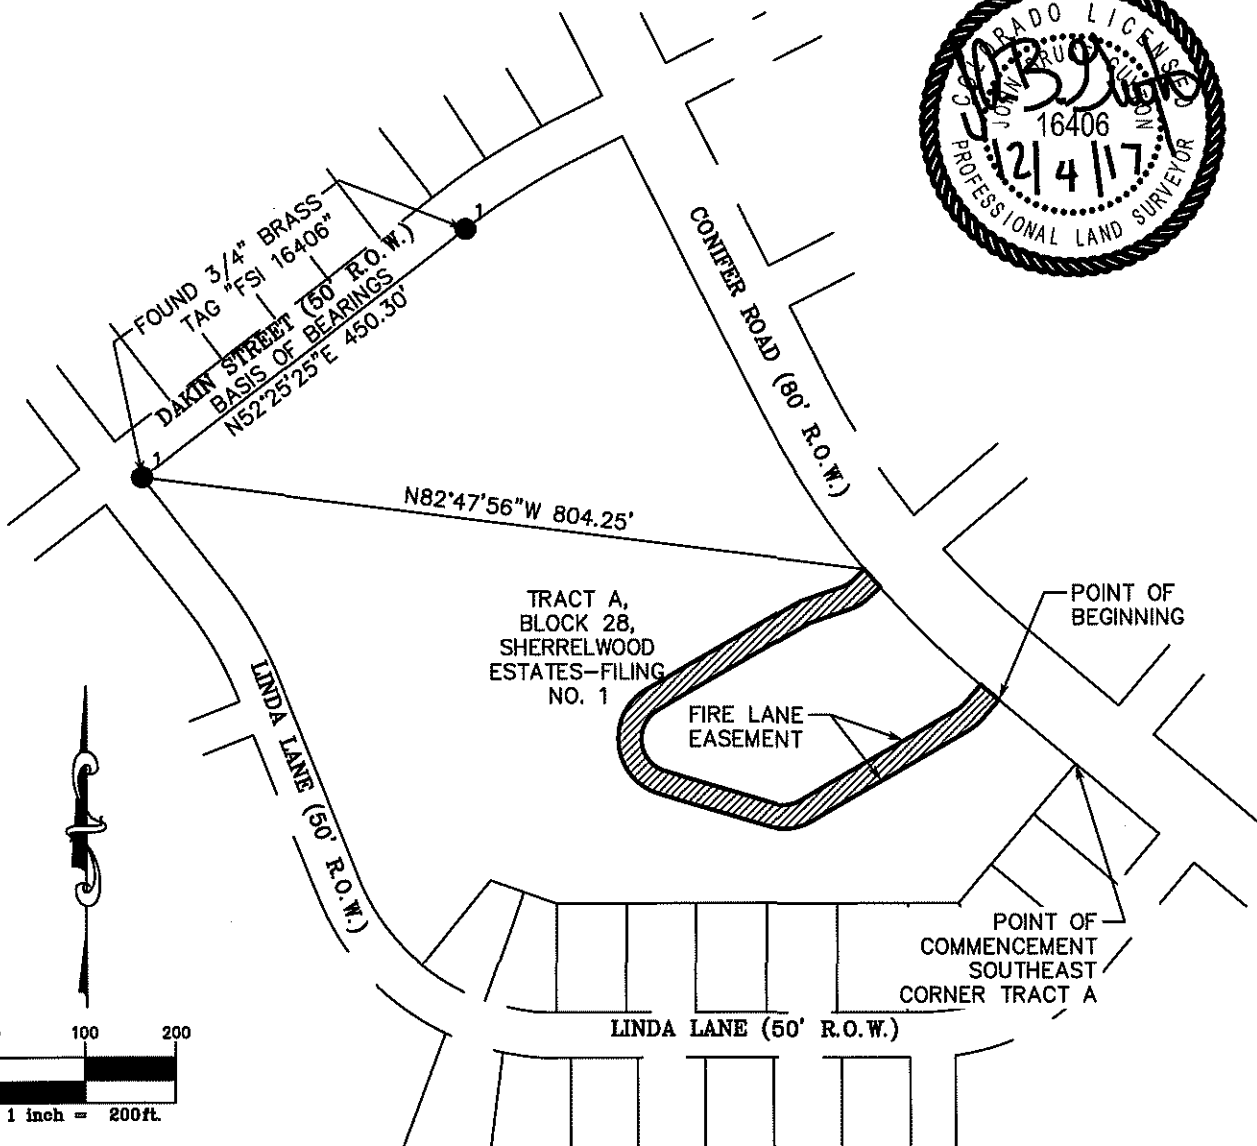 COLORADO LICENSED
JOHN BRUCE
16406
12/4/17
PROFESSIONAL LAND SURVEYOR
FOUND 3/4" BRASS
TAG "FSI 16406"
1
DAKIN STREET (50' R.O.W.)
BASIS OF BEARINGS
N52°25'25"E 450.30'
1
CONIFER ROAD (80' R.O.W.)
N82°47'56"W 804.25'
TRACT A,
BLOCK 28,
SHERRELWOOD
ESTATES-FILING
NO. 1
POINT OF
BEGINNING
FIRE LANE
EASEMENT
LINDA LANE (50' R.O.W.)
POINT OF
COMMENCEMENT
SOUTHEAST
CORNER TRACT A
LINDA LANE (50' R.O.W.)
100 200
1 inch = 200ft.